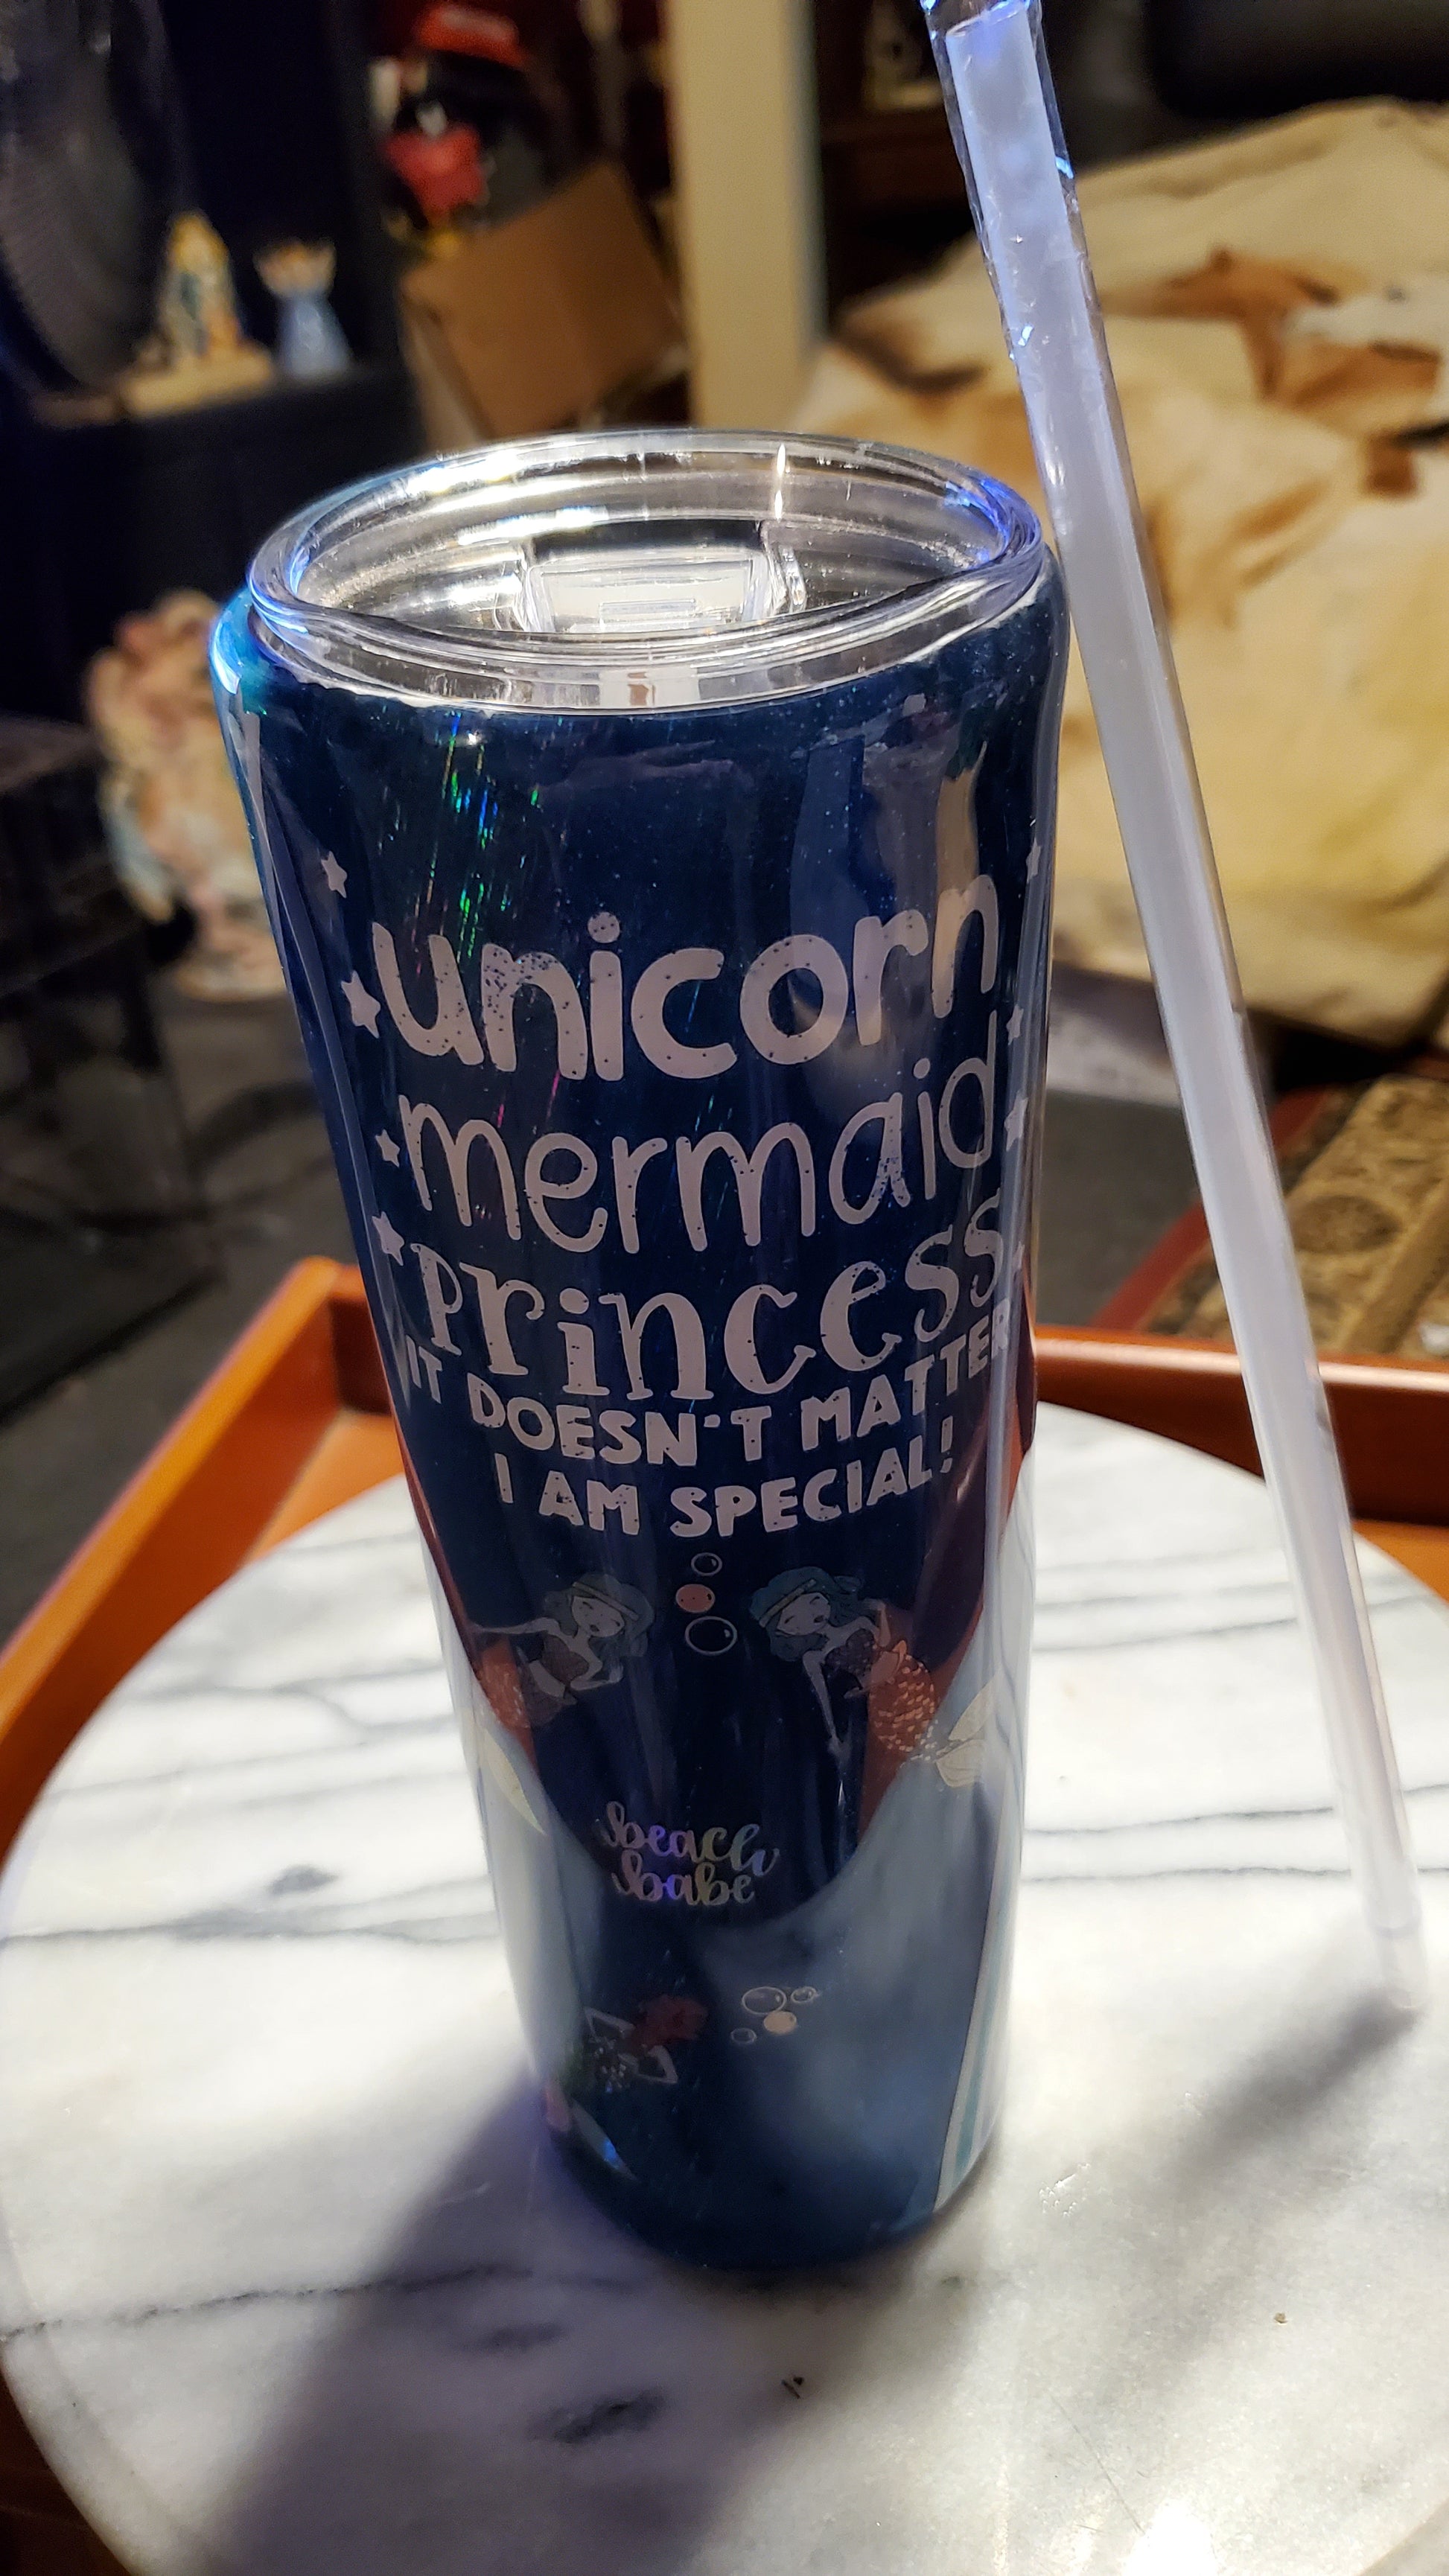 unicorn
mermaid
Princess
IT DOESN'T MATTER
I AM SPECIAL!
beach
babe